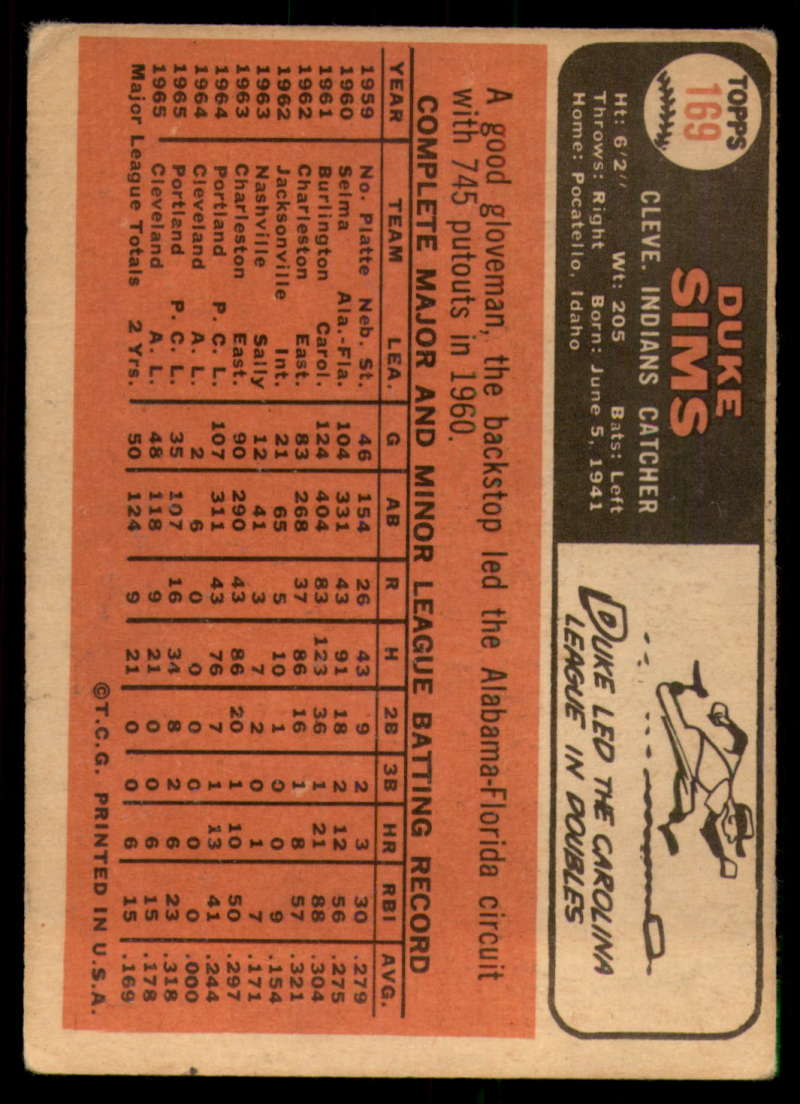 TOPPS
169
DUKE
SIMS
CLEVE. INDIANS CATCHER
Ht: 6'2" Wt: 205 Bats: Left
Throws: Right Born: June 5, 1941
Home: Pocatello, Idaho
DUKE LED THE CAROLINA
LEAGUE IN DOUBLES
A good gloveman, the backstop led the Alabama-Florida circuit
with 745 putouts in 1960.
COMPLETE MAJOR AND MINOR LEAGUE BATTING RECORD
YEAR TEAM LEA. G AB R H 2B 3B HR RBI AVG.
1959 No. Platte Neb. St. 46 154 26 43 9 2 3 30 .279
1960 Selma Ala.-Fla. 104 331 43 91 18 2 12 56 .275
1961 Burlington Carol. 124 404 83 123 36 1 21 88 .304
1962 Charleston East. 83 268 37 86 16 1 8 57 .321
1962 Jacksonville Int. 21 65 5 10 1 0 0 9 .154
1963 Nashville Sally 12 41 3 7 2 0 1 7 .171
1963 Charleston East. 90 290 43 86 20 1 10 50 .297
1964 Portland P. C. L. 107 311 43 76 7 1 13 41 .244
1964 Cleveland A. L. 2 6 0 0 0 0 0 0 .000
1965 Portland P. C. L. 35 107 16 34 8 2 6 23 .318
1965 Cleveland A. L. 48 118 9 21 0 0 6 15 .178
Major League Totals 2 Yrs. 50 124 9 21 0 0 6 15 .169
©T.C.G. PRINTED IN U.S.A.